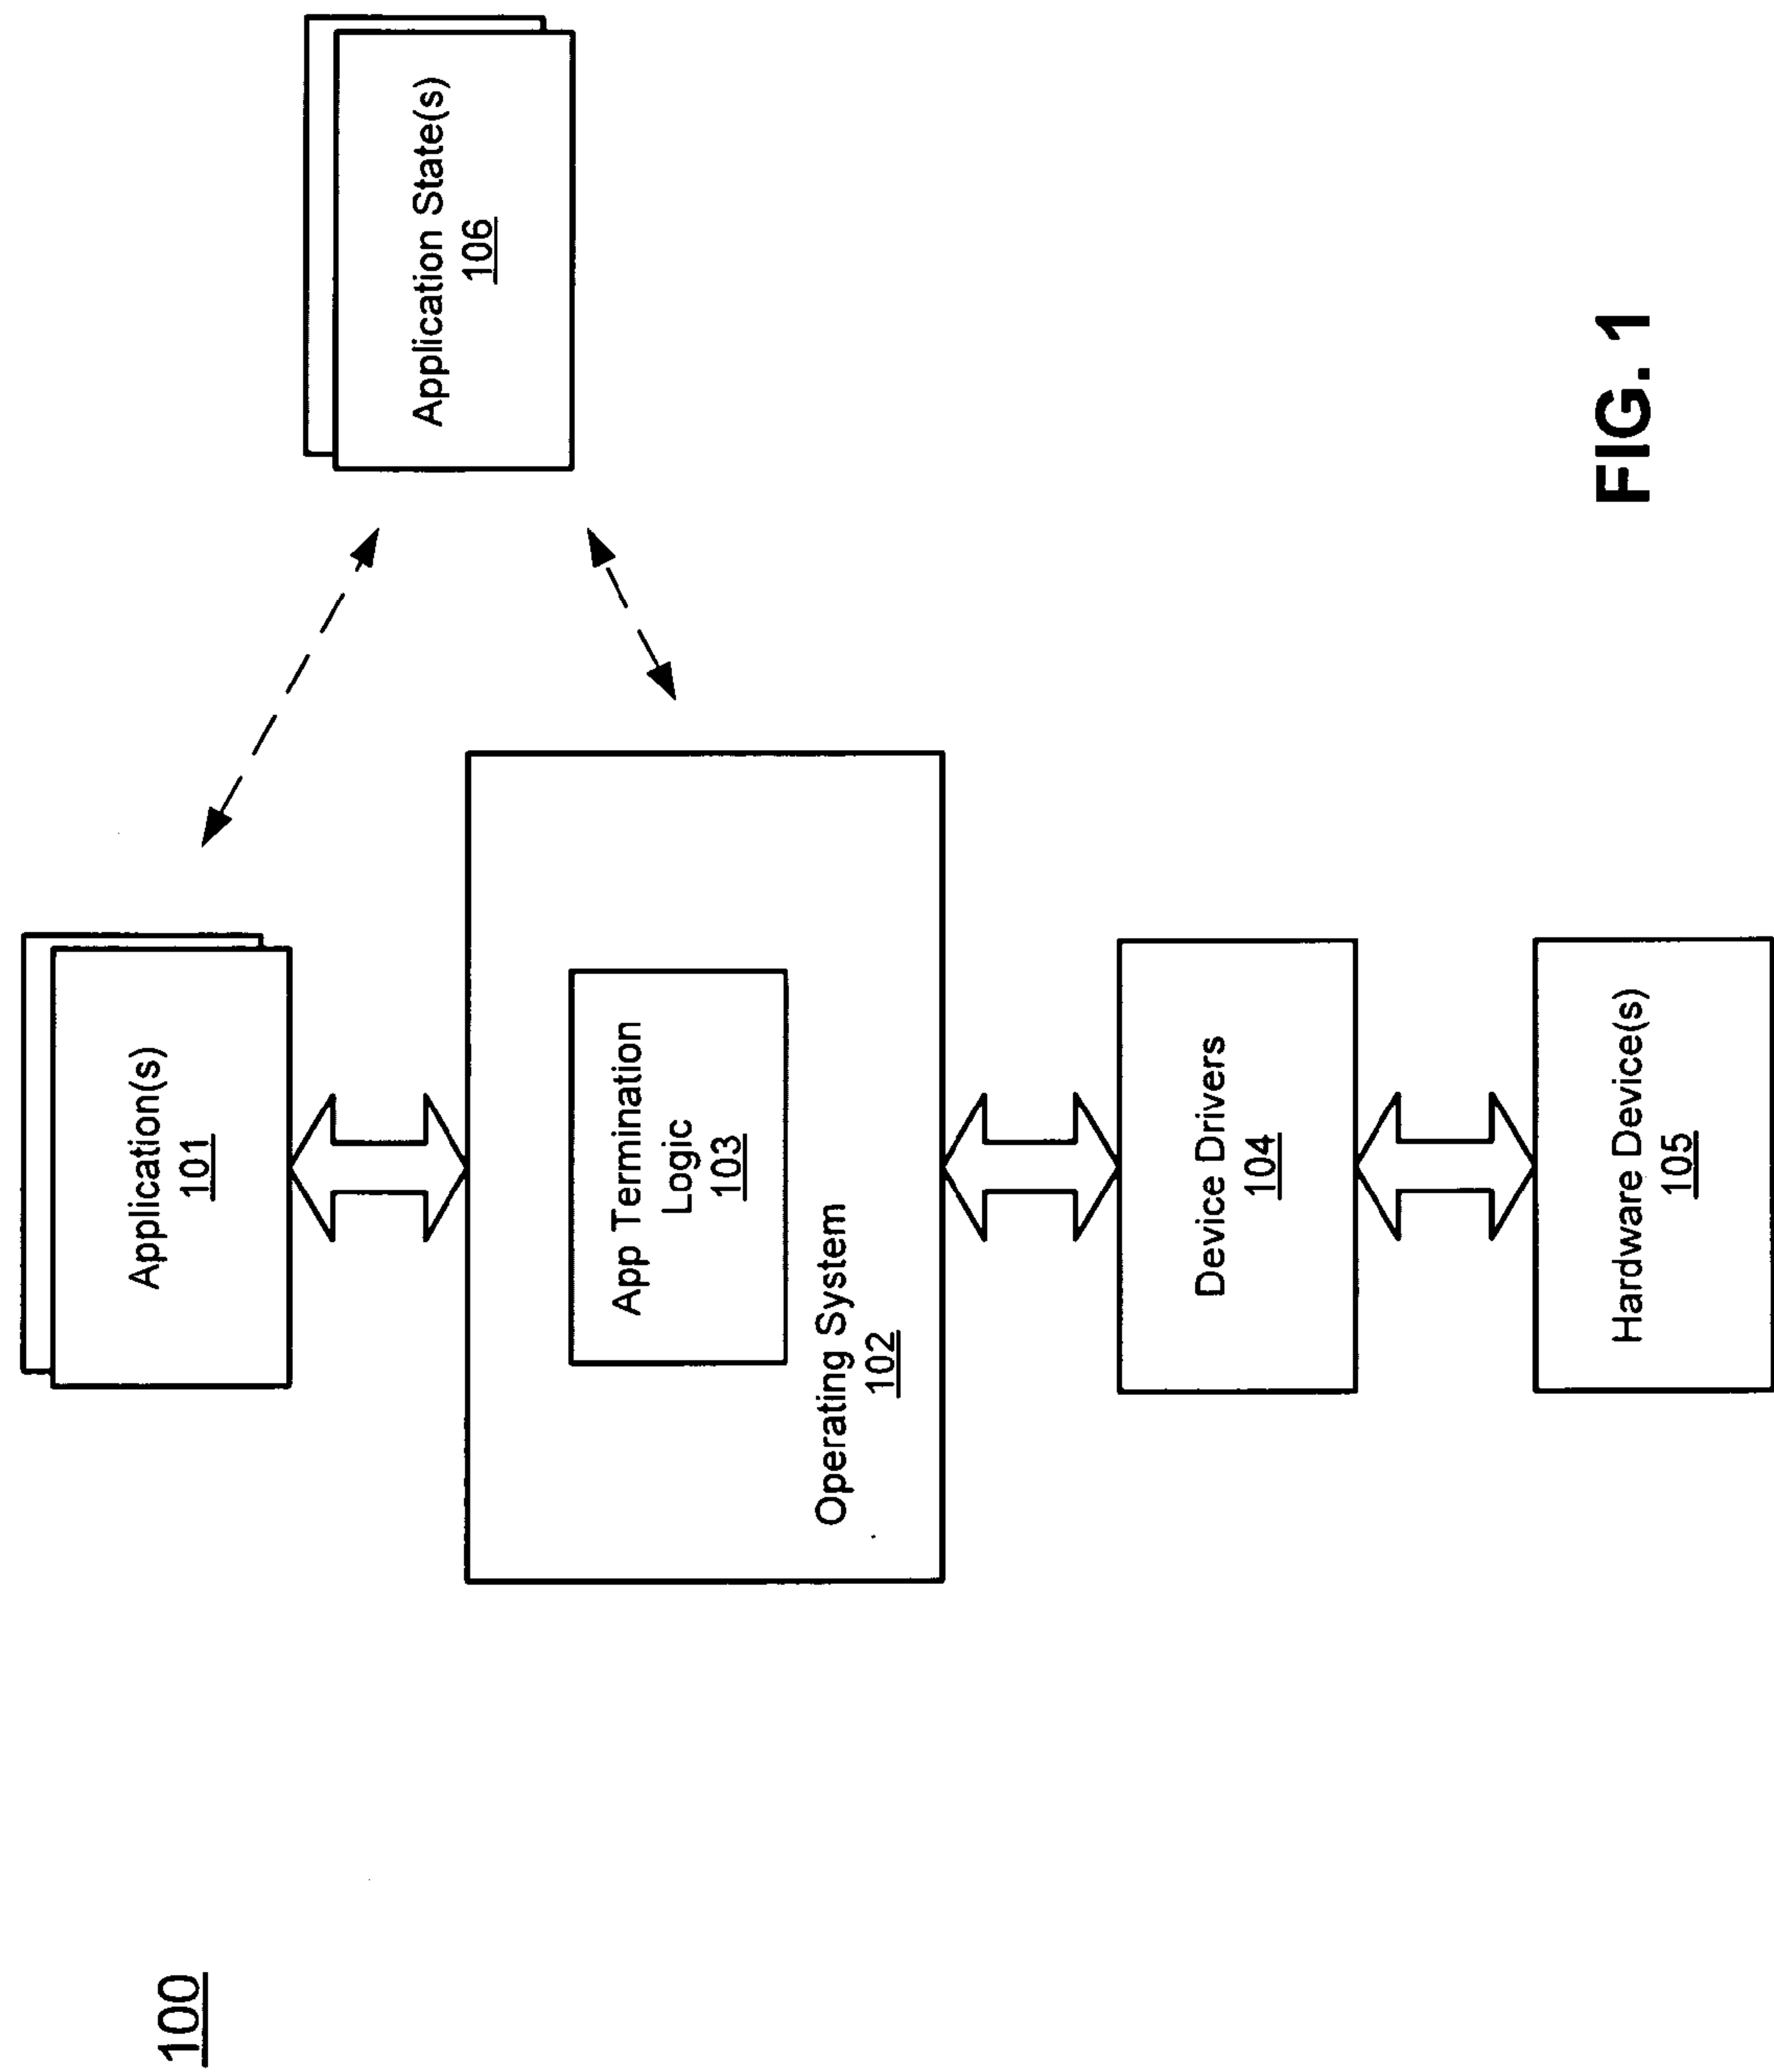 100
Application(s)
101
Application State(s)
106
App Termination
Logic
103
Operating System
102
Device Drivers
104
Hardware Device(s)
105
FIG. 1